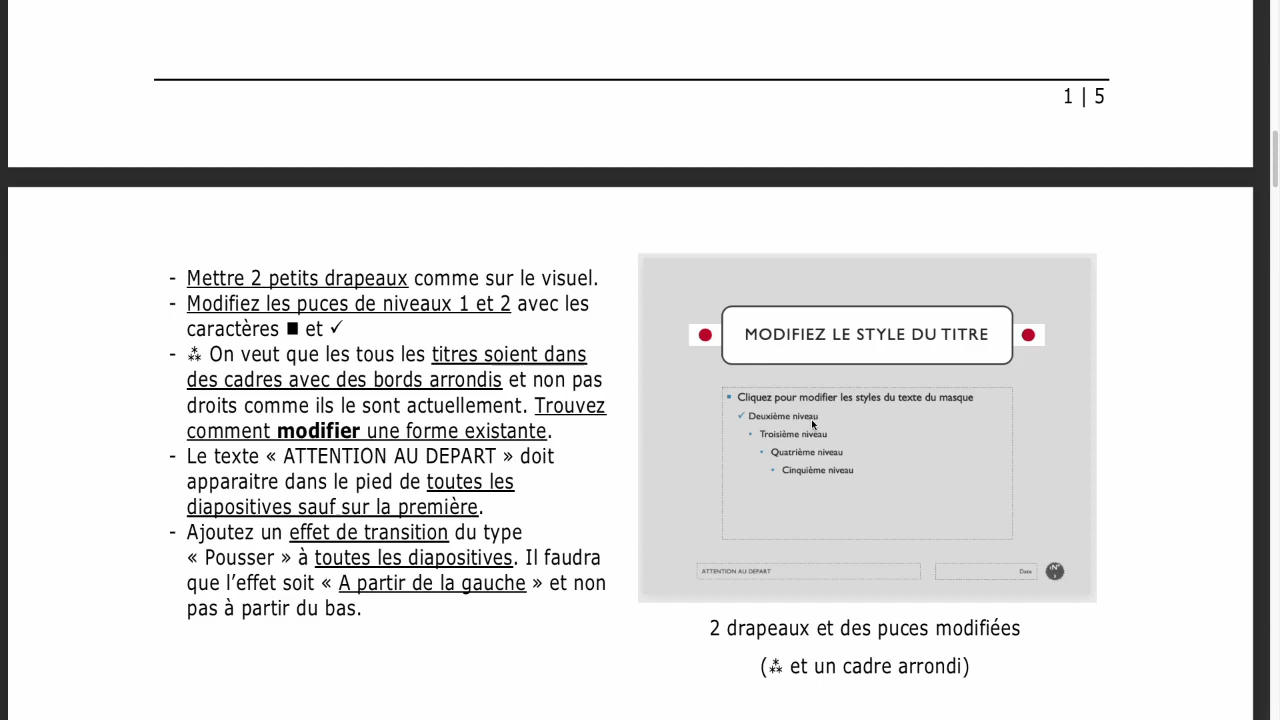 1 | 5
- Mettre 2 petits drapeaux comme sur le visuel.
- Modifiez les puces de niveaux 1 et 2 avec les
caractères ■ et ✓
- ⁂ On veut que les tous les titres soient dans
des cadres avec des bords arrondis et non pas
droits comme ils le sont actuellement. Trouvez
comment modifier une forme existante.
- Le texte « ATTENTION AU DEPART » doit
apparaitre dans le pied de toutes les
diapositives sauf sur la première.
- Ajoutez un effet de transition du type
« Pousser » à toutes les diapositives. Il faudra
que l’effet soit « A partir de la gauche » et non
pas à partir du bas.
MODIFIEZ LE STYLE DU TITRE
▪ Cliquez pour modifier les styles du texte du masque
✓ Deuxième niveau
• Troisième niveau
• Quatrième niveau
• Cinquième niveau
ATTENTION AU DEPART
Date
2 drapeaux et des puces modifiées
(⁂ et un cadre arrondi)